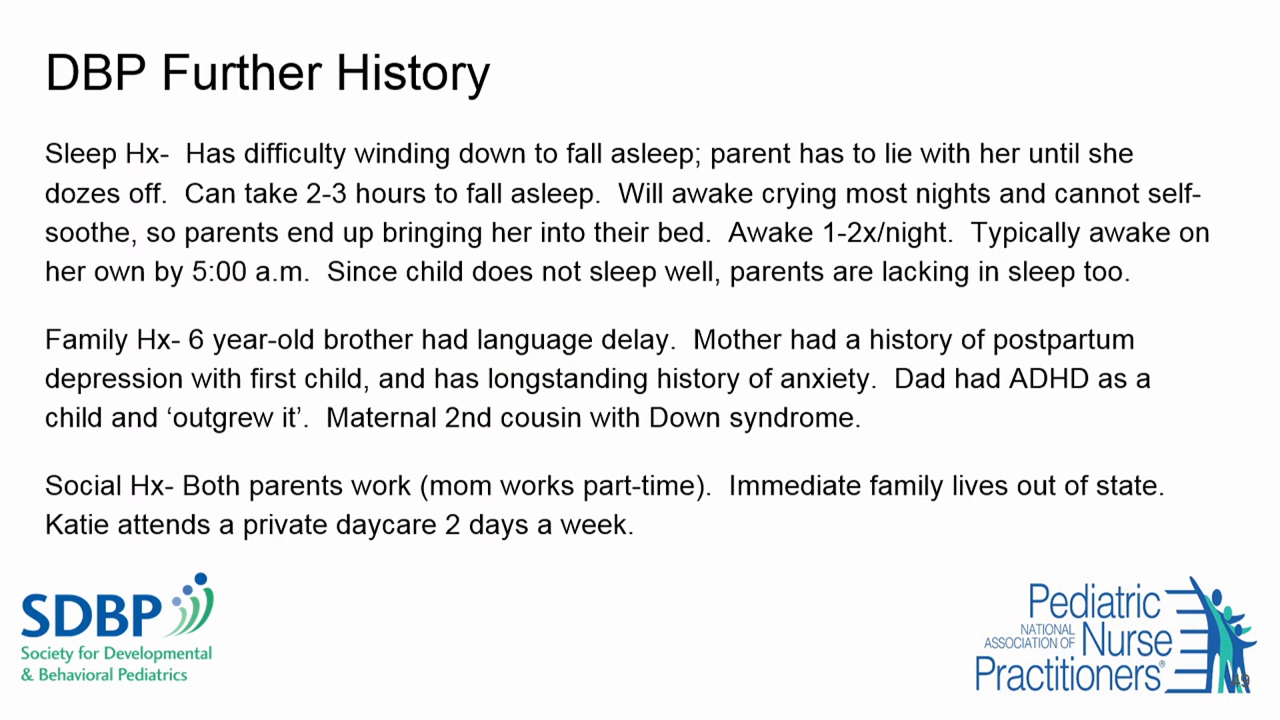 DBP Further History
Sleep Hx-  Has difficulty winding down to fall asleep; parent has to lie with her until she
dozes off.  Can take 2-3 hours to fall asleep.  Will awake crying most nights and cannot self-
soothe, so parents end up bringing her into their bed.  Awake 1-2x/night.  Typically awake on
her own by 5:00 a.m.  Since child does not sleep well, parents are lacking in sleep too.
Family Hx- 6 year-old brother had language delay.  Mother had a history of postpartum
depression with first child, and has longstanding history of anxiety.  Dad had ADHD as a
child and ‘outgrew it’.  Maternal 2nd cousin with Down syndrome.
Social Hx- Both parents work (mom works part-time).  Immediate family lives out of state.
Katie attends a private daycare 2 days a week.
SDBP
Society for Developmental
& Behavioral Pediatrics
Pediatric
NATIONAL
ASSOCIATION OF
Nurse
Practitioners®
49